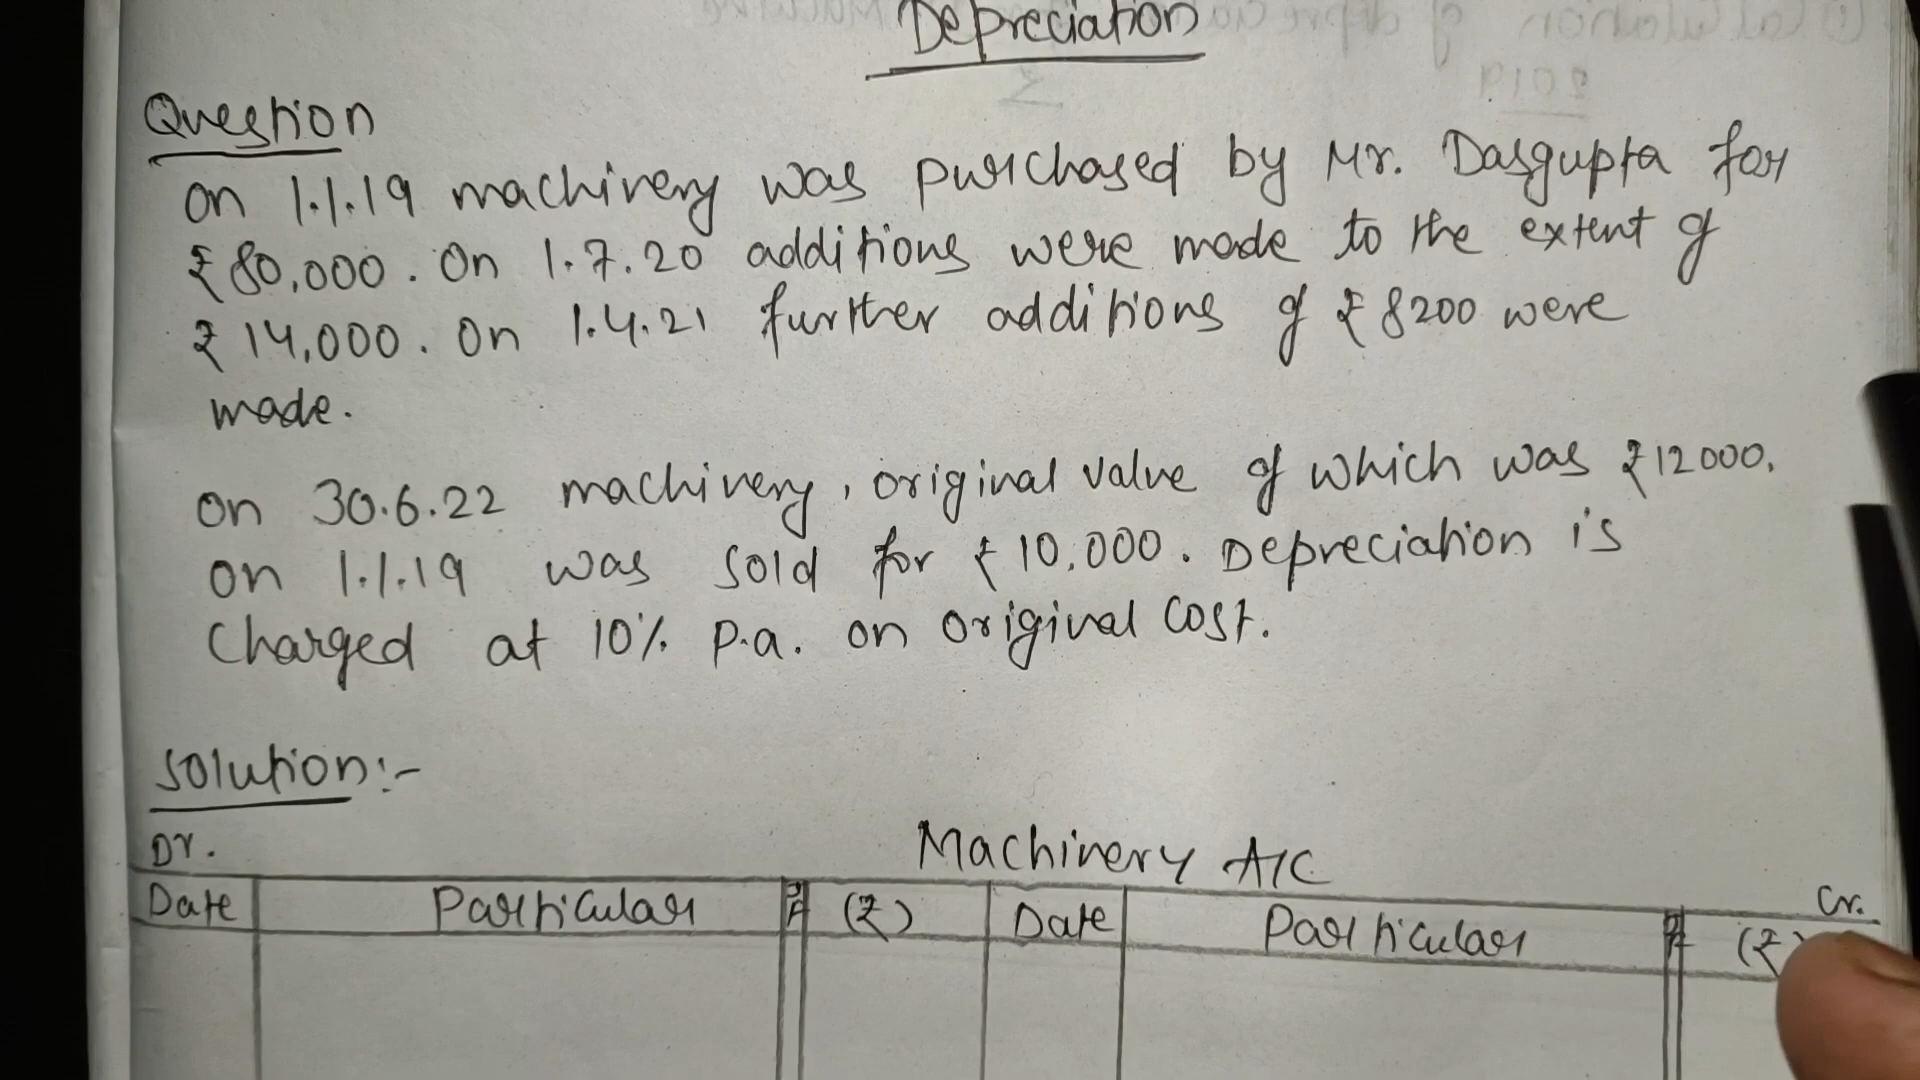 Depreciation
Question
On 1.1.19 machinery was purchased by Mr. Dasgupta for
₹80,000. On 1.7.20 additions were made to the extent of
₹14,000. On 1.4.21 further additions of ₹8200 were
made.
On 30.6.22 machinery, original value of which was ₹12000.
on 1.1.19 was sold for ₹10,000. Depreciation is
Charged at 10% p.a. on original cost.
Solution:-
Dr. Machinery A/C Cr.
Date Particular (₹) Date Particular (₹)